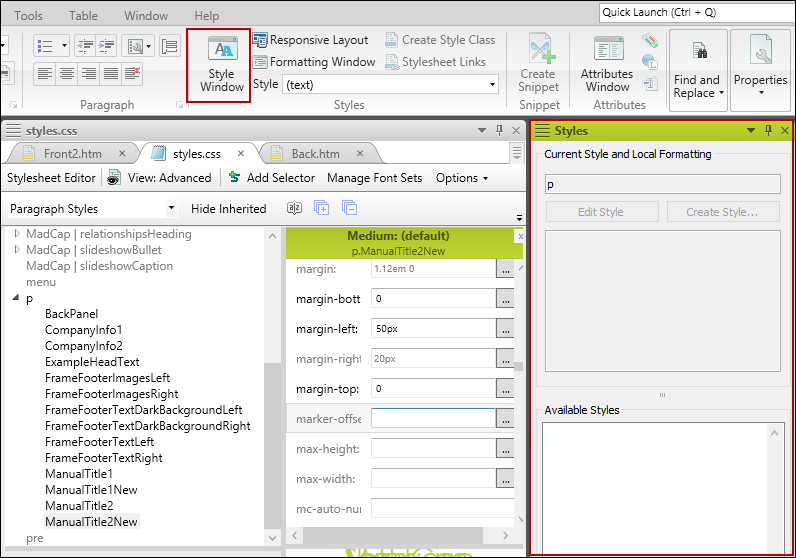 Tools Window Help
Quick Launch (Ctrl + Q)
Responsive Layout
Create Style Class
Formatting Window
Stylesheet Links
Style Window
Style (text)
Create Snippet
Attributes Window
Find and Replace
Properties
Paragraph
Styles
Snippet
Attributes
styles.css
Front2.htm
styles.css
Back.htm
Stylesheet Editor
View: Advanced
Add Selector
Manage Font Sets
Options
Paragraph Styles
Hide Inherited
MadCap | relationshipsHeading
MadCap | slideshowBullet
MadCap | slideshowCaption
menu
p
BackPanel
CompanyInfo1
CompanyInfo2
ExampleHeadText
FrameFooterImagesLeft
FrameFooterImagesRight
FrameFooterTextDarkBackgroundLeft
FrameFooterTextDarkBackgroundRight
FrameFooterTextLeft
FrameFooterTextRight
ManualTitle1
ManualTitle1New
ManualTitle2
ManualTitle2New
pre
Medium: (default)
p.ManualTitle2New
margin: 1.12em 0 ...
margin-bott 0 ...
margin-left: 50px ...
margin-right 20px ...
margin-top: 0 ...
marker-offse ...
max-height: ...
max-width: ...
mc-auto-nur
Styles
Current Style and Local Formatting
p
Edit Style
Create Style...
Available Styles